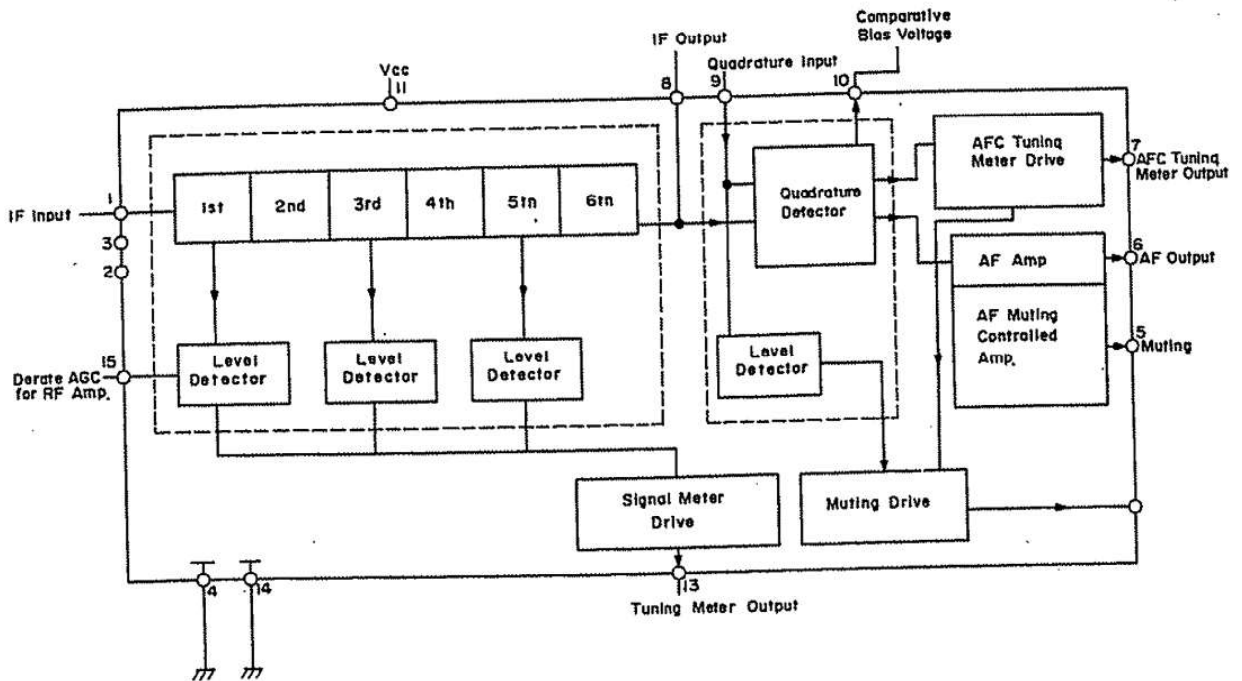 Comparative
Bias Voltage
IF Output
Quadrature Input
Vcc
11
8
9
10
AFC Tuning
Meter Drive
7
AFC Tuning
Meter Output
1
IF Input
1st
2nd
3rd
4th
5th
6th
Quadrature
Detector
3
2
AF Amp
6
AF Output
AF Muting
Controlled
Amp.
5
Muting
15
Derate AGC
for RF Amp.
Level
Detector
Level
Detector
Level
Detector
Level
Detector
Signal Meter
Drive
Muting Drive
4
14
13
Tuning Meter Output